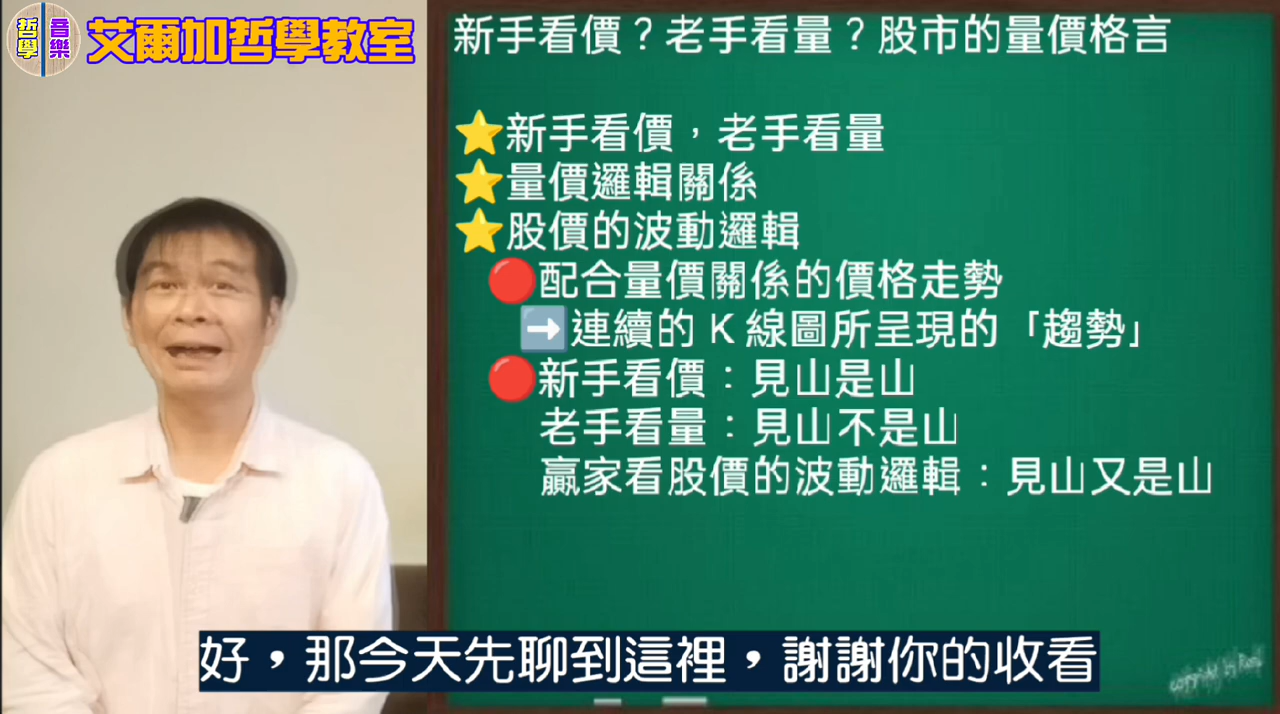 哲學 音樂
艾爾加哲學教室
新手看價？老手看量？股市的量價格言
⭐新手看價，老手看量
⭐量價邏輯關係
⭐股價的波動邏輯
🔴配合量價關係的價格走勢
➡️連續的 K 線圖所呈現的「趨勢」
🔴新手看價：見山是山
老手看量：見山不是山
贏家看股價的波動邏輯：見山又是山
好，那今天先聊到這裡，謝謝你的收看
copyright by